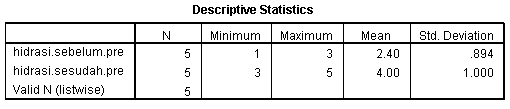 Descriptive Statistics
N Minimum Maximum Mean Std. Deviation
hidrasi.sebelum.pre 5 1 3 2.40 .894
hidrasi.sesudah.pre 5 3 5 4.00 1.000
Valid N (listwise) 5